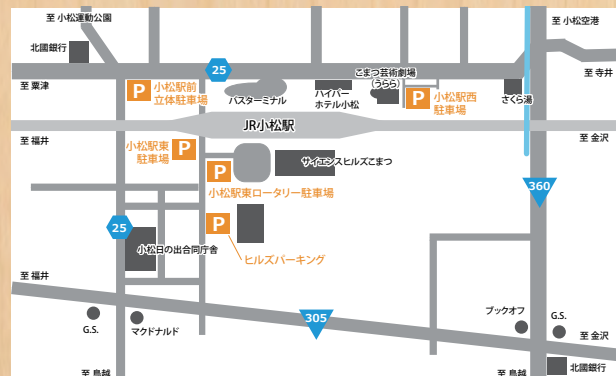 至 小松運動公園
至 小松空港
北國銀行
25
至 寺井
こまつ芸術劇場
（うらら）
至 粟津
P
小松駅前
立体駐車場
バスターミナル
ハイパー
ホテル小松
P
小松駅西
駐車場
さくら湯
JR小松駅
至 福井
至 金沢
小松駅東
駐車場
P
P
サイエンスヒルズこまつ
小松駅東ロータリー駐車場
360
25
P
小松日の出合同庁舎
ヒルズパーキング
至 福井
305
ブックオフ
G.S.
G.S.
マクドナルド
至 金沢
至 鳥越
至 鳥越
北國銀行